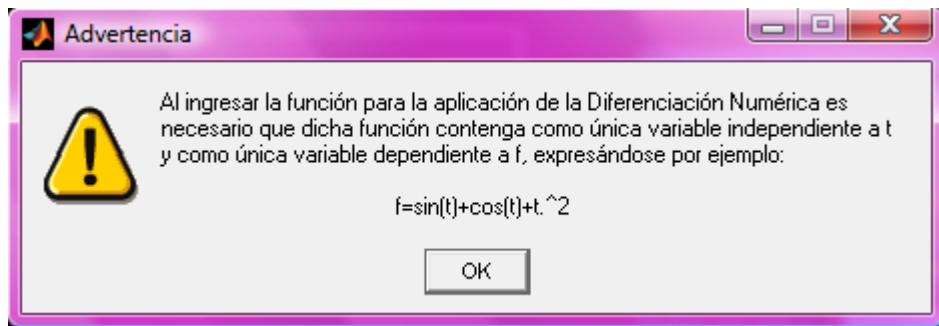 Advertencia
Al ingresar la función para la aplicación de la Diferenciación Numérica es
necesario que dicha función contenga como única variable independiente a t
y como única variable dependiente a f, expresándose por ejemplo:
f=sin(t)+cos(t)+t.^2
OK